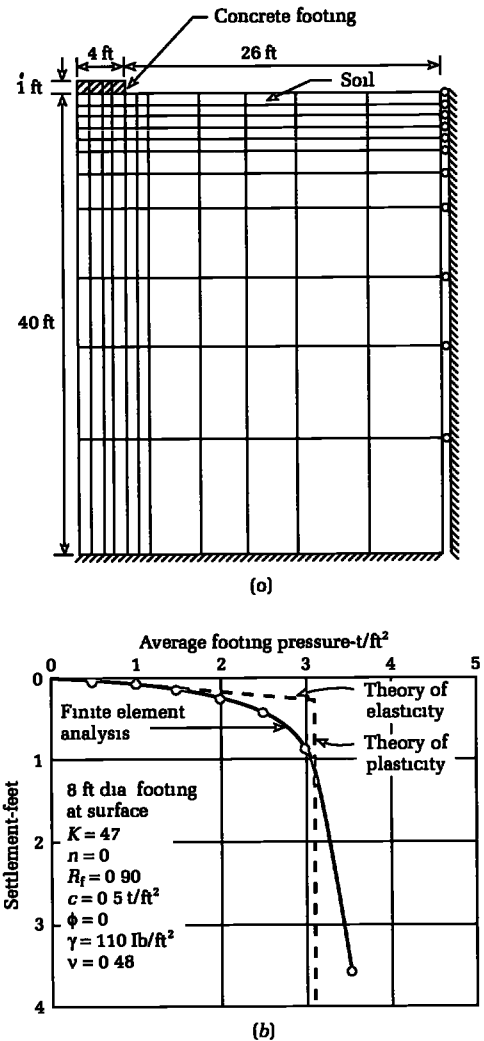 Concrete footing
4 ft
26 ft
1 ft
Soil
40 ft
(o)
Average footing pressure-t/ft²
0 1 2 3 4 5
Theory of
elasticity
Finite element
analysis
Theory of
plasticity
8 ft dia footing
at surface
K = 47
n = 0
R_f = 0 90
c = 0 5 t/ft²
ϕ = 0
γ = 110 Ib/ft²
ν = 0 48
Settlement-feet
0
1
2
3
4
(b)